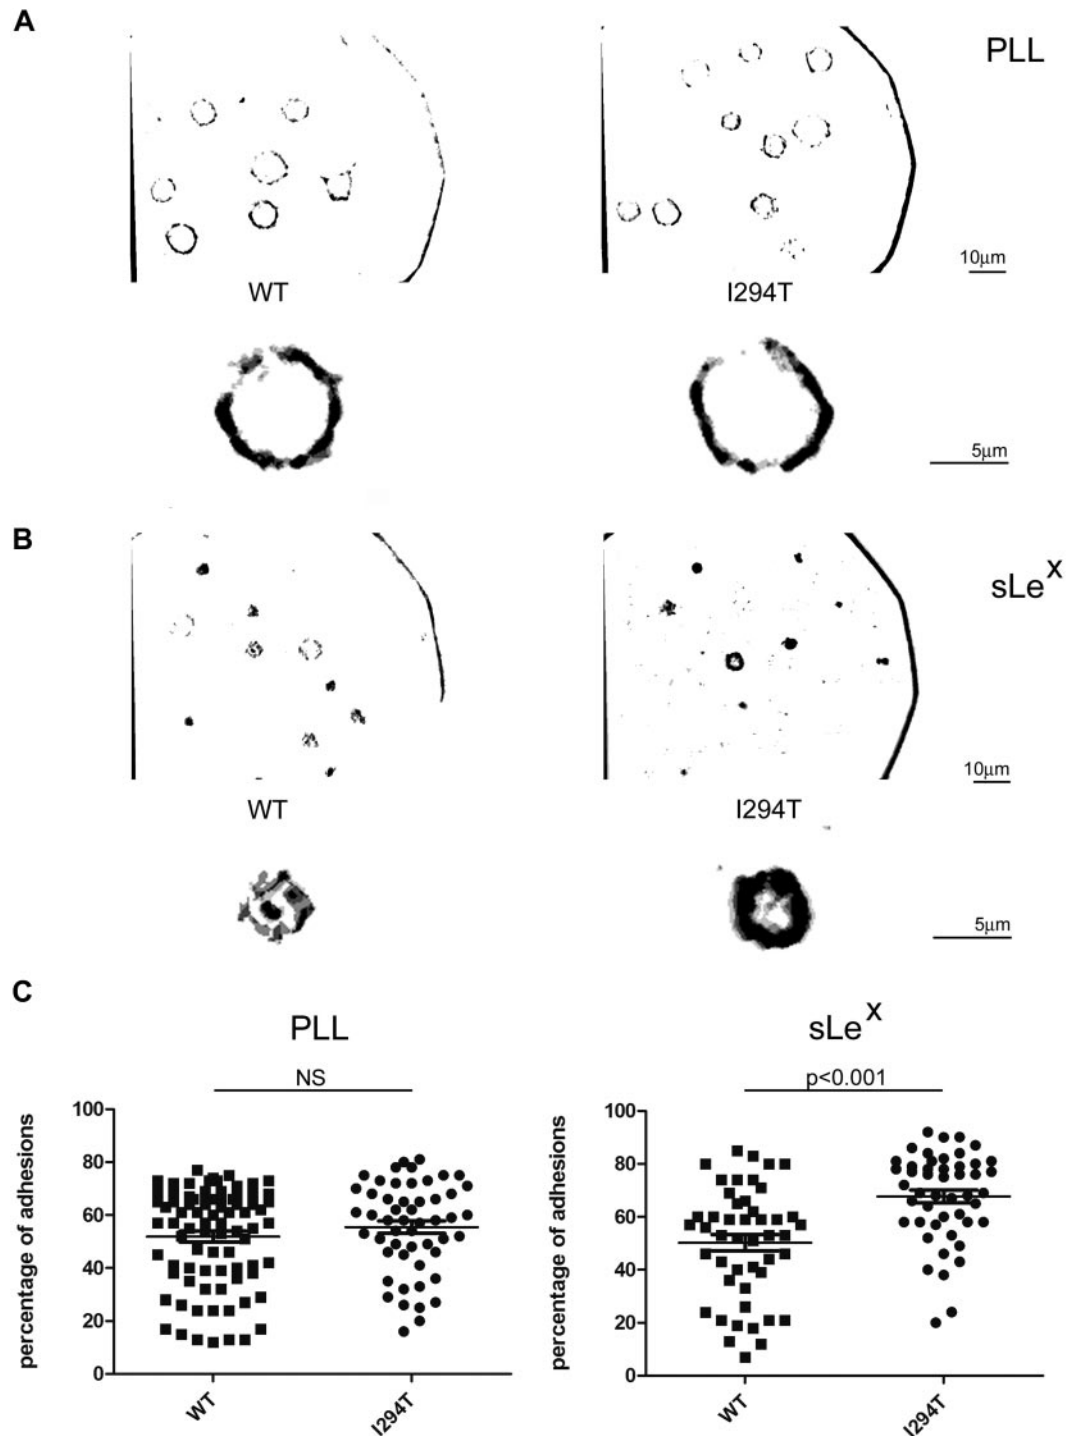 A
PLL
10μm
WT
I294T
5μm
B
sLeˣ
10μm
WT
I294T
5μm
C
PLL
sLeˣ
NS
p<0.001
percentage of adhesions
100
80
60
40
20
0
WT
I294T
percentage of adhesions
100
80
60
40
20
0
WT
I294T